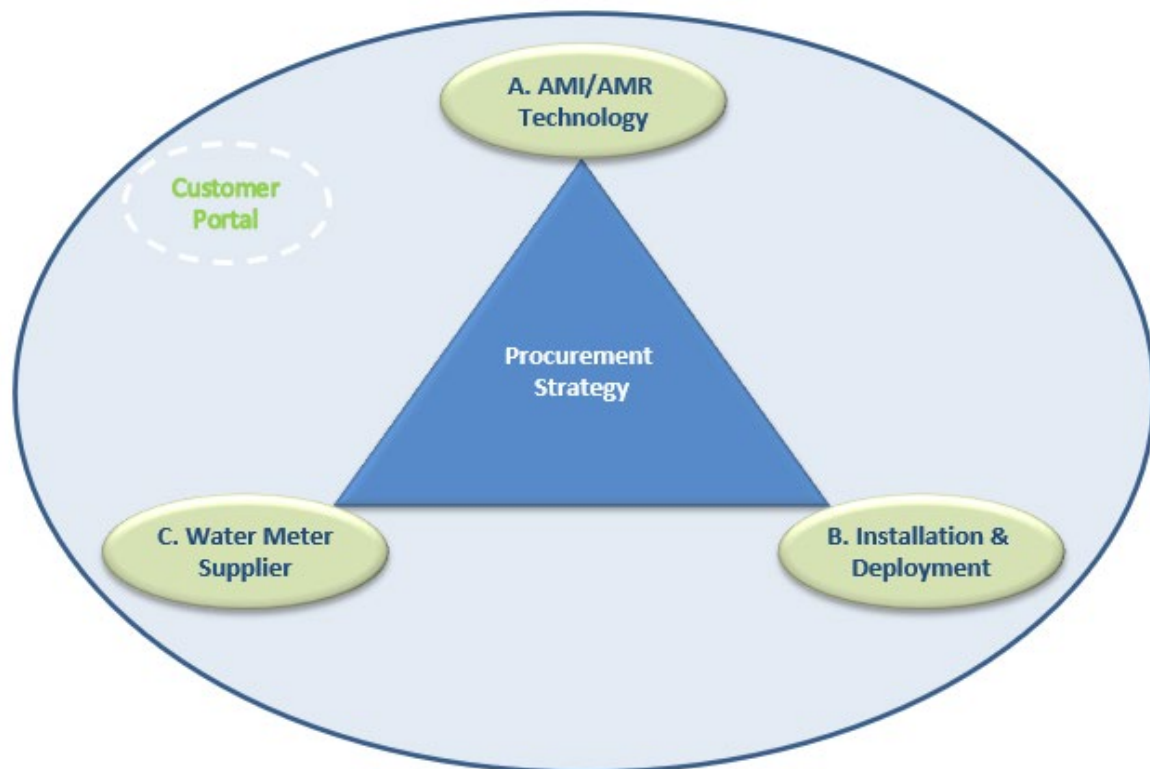 A. AMI/AMR
Technology
Customer
Portal
Procurement
Strategy
C. Water Meter
Supplier
B. Installation &
Deployment